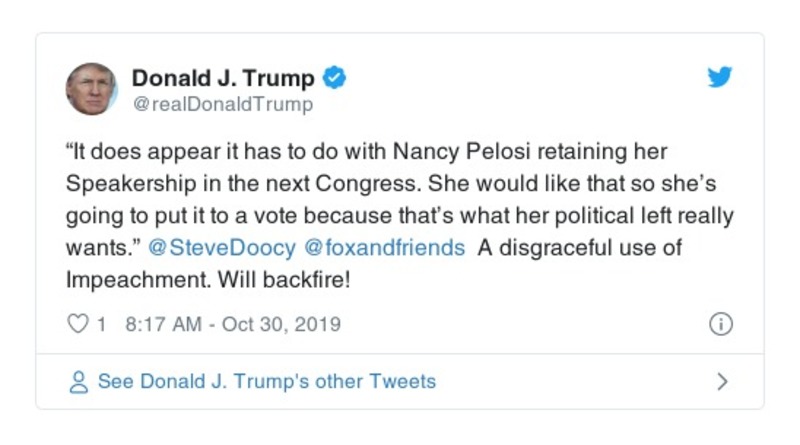 Donald J. Trump
@realDonaldTrump
“It does appear it has to do with Nancy Pelosi retaining her
Speakership in the next Congress. She would like that so she’s
going to put it to a vote because that’s what her political left really
wants.” @SteveDoocy @foxandfriends  A disgraceful use of
Impeachment. Will backfire!
1 8:17 AM - Oct 30, 2019
See Donald J. Trump's other Tweets